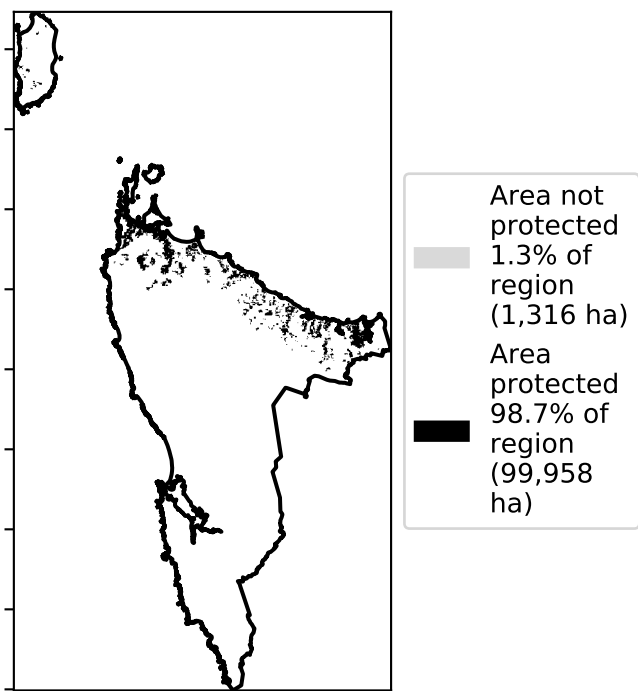 Area not
protected
1.3% of
region
(1,316 ha)
Area
protected
98.7% of
region
(99,958
ha)